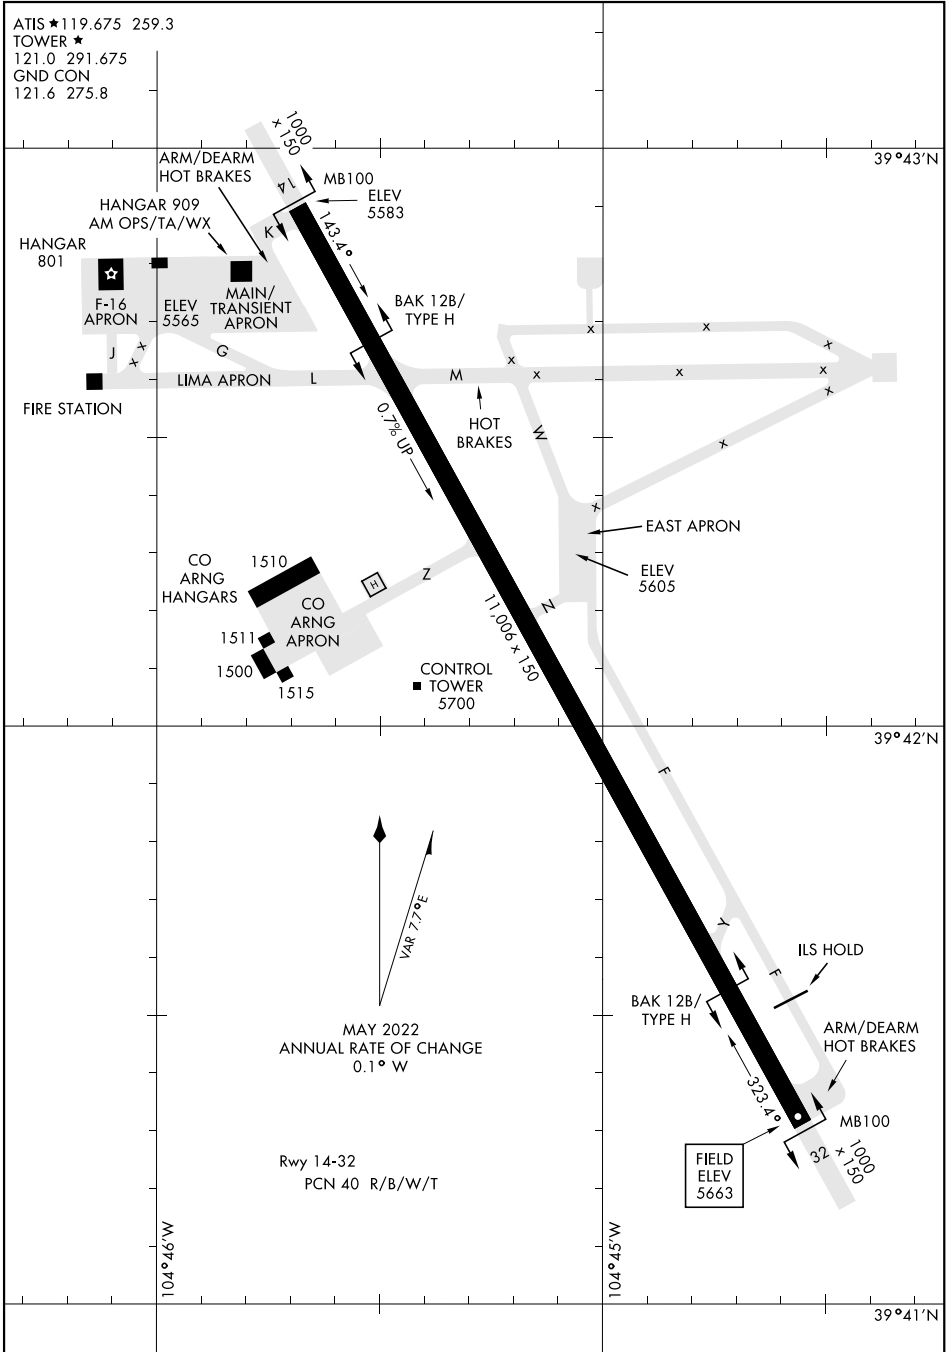 ATIS ★ 119.675 259.3
TOWER ★
121.0 291.675
GND CON
121.6 275.8
1000
x 150
39°43'N
ARM/DEARM
HOT BRAKES
14
MB100
ELEV
5583
HANGAR 909
AM OPS/TA/WX
K
143.4°
HANGAR
801
F-16
APRON
ELEV
5565
MAIN/
TRANSIENT
APRON
BAK 12B/
TYPE H
x
x
x
x
x
x
x
x
x
x
x
x
x
J
G
LIMA APRON
L
M
FIRE STATION
0.7% UP
HOT
BRAKES
W
EAST APRON
ELEV
5605
CO
ARNG
HANGARS
1510
H
Z
CO
ARNG
APRON
N
11,006 x 150
1511
1500
1515
CONTROL
TOWER
5700
39°42'N
F
VAR 7.7°E
Y
F
ILS HOLD
BAK 12B/
TYPE H
MAY 2022
ANNUAL RATE OF CHANGE
0.1° W
ARM/DEARM
HOT BRAKES
323.4°
MB100
32
1000
x 150
FIELD
ELEV
5663
Rwy 14-32
PCN 40 R/B/W/T
104°46'W
104°45'W
39°41'N